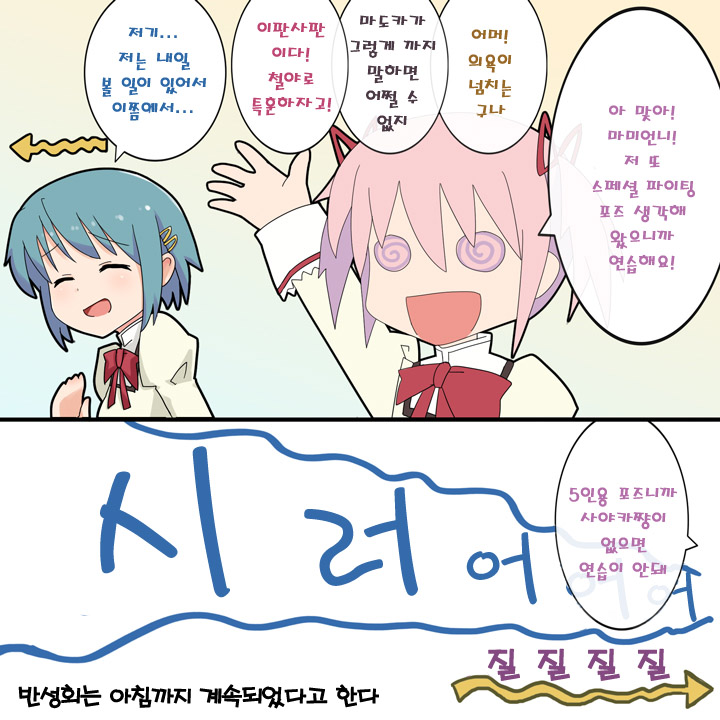 저기...
저는 내일
볼 일이 있어서
이쯤에서...
이판사판
이다!
철야로
특훈하자고!
마도카가
그렇게 까지
말하면
어쩔 수
없지
어머!
의욕이
넘치는
구나
아 맞아!
마미언니!
저 또
스페셜 파이팅
포즈 생각해
왔으니까
연습해요!
시러어어어
5인용 포즈니까
사야카쨩이
없으면
연습이 안돼
질질질질
반성회는 아침까지 계속되었다고 한다